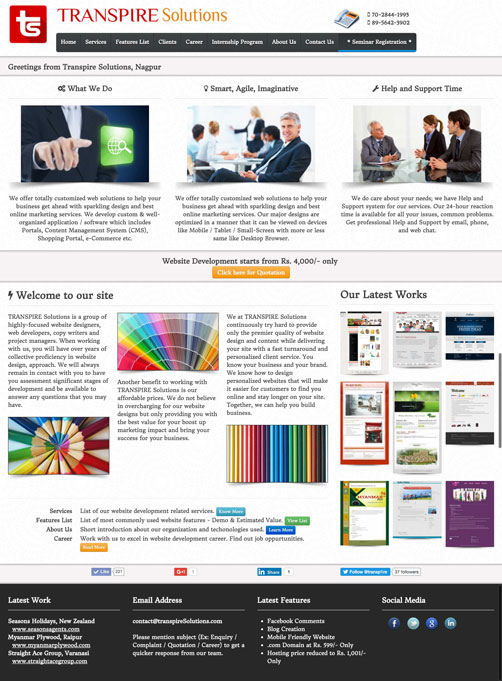 ts
TRANSPIRE Solutions
70-2844-1993
89-5642-3902
Home Services Features List Clients Career Internship Program About Us Contact Us * Seminar Registration *
Greetings from Transpire Solutions, Nagpur
What We Do
We offer totally customized web solutions to help your
business get ahead with sparkling design and best
online marketing services. We develop custom & well-
organized application / software which includes
Portals, Content Management System (CMS),
Shopping Portal, e-Commerce etc.
Smart, Agile, Imaginative
We offer totally customized web solutions to help your
business get ahead with sparkling design and best
online marketing services. Our major designs are
optimized in a manner that it can be viewed on devices
like Mobile / Tablet / Small-Screen with more or less
same like Desktop Browser.
Help and Support Time
We do care about your needs; we have Help and
Support system for our services. Our 24-hour reaction
time is available for all your issues, common problems.
Get professional Help and Support by email, phone,
and web chat.
Website Development starts from Rs. 4,000/- only
Click here for Quotation
Welcome to our site
TRANSPIRE Solutions is a group of
highly-focused website designers,
web developers, copy writers and
project managers. When working
with us, you will have over years of
collective proficiency in website
design, approach. We will always
remain in contact with you to have
you assessment significant stages of
development and be available to
answer any questions that you may
have.
Another benefit to working with
TRANSPIRE Solutions is our
affordable prices. We do not believe
in overcharging for our website
designs but only providing you with
the best value for your boost up
marketing impact and bring your
success for your business.
We at TRANSPIRE Solutions
continuously try hard to provide
only the premier quality of website
design and content while delivering
your site with a fast turnaround and
personalized client service. You
know your business and your brand.
We know how to design
personalized websites that will make
it easier for customers to find you
online and stay longer on your site.
Together, we can help you build
business.
Our Latest Works
Services List of our website development related services. Know More
Features List List of most commonly used website features - Demo & Estimated Value. View List
About Us Short introduction about our organization and techonologies used. Learn More
Career Work with us to excel in website development career. Find out job oppurtunities.
Read More
Like 221
+1
in Share 8
Follow @transpire 37 followers
Latest Work
Seasons Holidays, New Zealand
www.seasonsagents.com
Myanmar Plywood, Raipur
www.myanmarplywood.com
Straight Ace Group, Varanasi
www.straightacegroup.com
Email Address
contact@transpireSolutions.com
Please mention subject (Ex: Enquiry /
Complaint / Quotation / Career) to get a
quicker response from our team.
Latest Features
Facebook Comments
Blog Creation
Mobile Friendly Website
.com Domain at Rs. 599/- Only
Hosting price reduced to Rs. 1,001/-
Only
Social Media